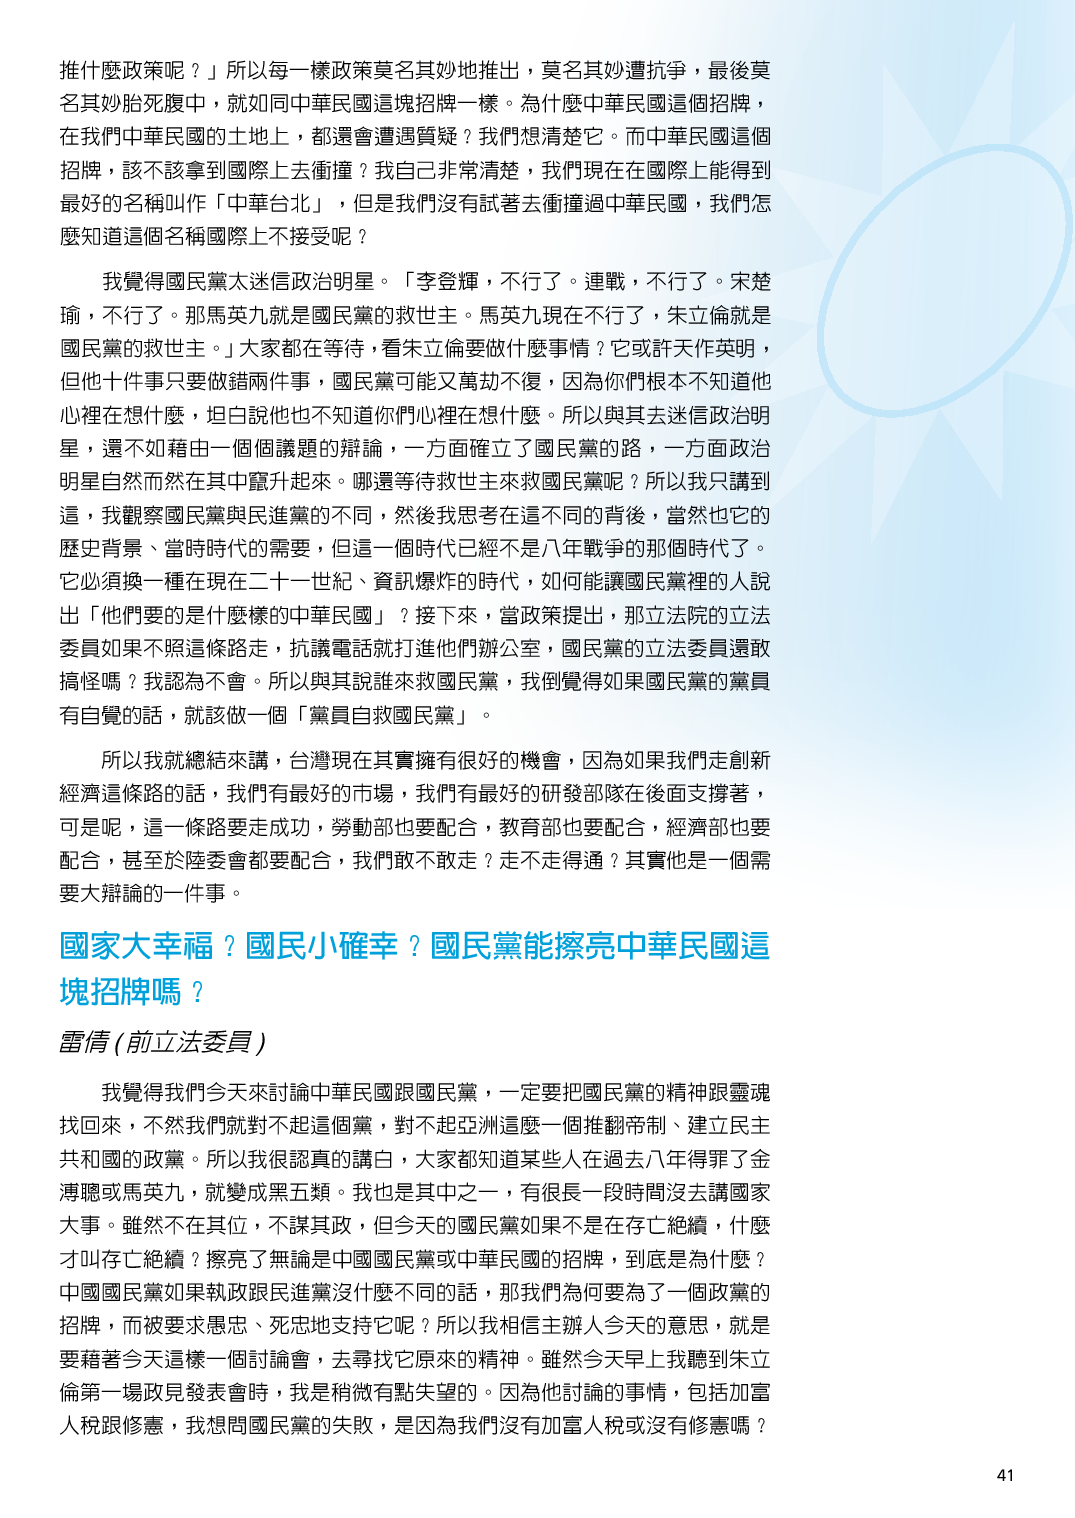 推什麼政策呢？」所以每一樣政策莫名其妙地推出，莫名其妙遭抗爭，最後莫
名其妙胎死腹中，就如同中華民國這塊招牌一樣。為什麼中華民國這個招牌，
在我們中華民國的土地上，都還會遭遇質疑？我們想清楚它。而中華民國這個
招牌，該不該拿到國際上去衝撞？我自己非常清楚，我們現在在國際上能得到
最好的名稱叫作「中華台北」，但是我們沒有試著去衝撞過中華民國，我們怎
麼知道這個名稱國際上不接受呢？
我覺得國民黨太迷信政治明星。「李登輝，不行了。連戰，不行了。宋楚
瑜，不行了。那馬英九就是國民黨的救世主。馬英九現在不行了，朱立倫就是
國民黨的救世主。」大家都在等待，看朱立倫要做什麼事情？它或許天作英明，
但他十件事只要做錯兩件事，國民黨可能又萬劫不復，因為你們根本不知道他
心裡在想什麼，坦白說他也不知道你們心裡在想什麼。所以與其去迷信政治明
星，還不如藉由一個個議題的辯論，一方面確立了國民黨的路，一方面政治
明星自然而然在其中竄升起來。哪還等待救世主來救國民黨呢？所以我只講到
這，我觀察國民黨與民進黨的不同，然後我思考在這不同的背後，當然也它的
歷史背景、當時時代的需要，但這一個時代已經不是八年戰爭的那個時代了。
它必須換一種在現在二十一世紀、資訊爆炸的時代，如何能讓國民黨裡的人說
出「他們要的是什麼樣的中華民國」？接下來，當政策提出，那立法院的立法
委員如果不照這條路走，抗議電話就打進他們辦公室，國民黨的立法委員還敢
搞怪嗎？我認為不會。所以與其說誰來救國民黨，我倒覺得如果國民黨的黨員
有自覺的話，就該做一個「黨員自救國民黨」。
所以我就總結來講，台灣現在其實擁有很好的機會，因為如果我們走創新
經濟這條路的話，我們有最好的市場，我們有最好的研發部隊在後面支撐著，
可是呢，這一條路要走成功，勞動部也要配合，教育部也要配合，經濟部也要
配合，甚至於陸委會都要配合，我們敢不敢走？走不走得通？其實他是一個需
要大辯論的一件事。
國家大幸福？國民小確幸？國民黨能擦亮中華民國這
塊招牌嗎？
雷倩(前立法委員)
我覺得我們今天來討論中華民國跟國民黨，一定要把國民黨的精神跟靈魂
找回來，不然我們就對不起這個黨，對不起亞洲這麼一個推翻帝制、建立民主
共和國的政黨。所以我很認真的講白，大家都知道某些人在過去八年得罪了金
溥聰或馬英九，就變成黑五類。我也是其中之一，有很長一段時間沒去講國家
大事。雖然不在其位，不謀其政，但今天的國民黨如果不是在存亡絕續，什麼
才叫存亡絕續？擦亮了無論是中國國民黨或中華民國的招牌，到底是為什麼？
中國國民黨如果執政跟民進黨沒什麼不同的話，那我們為何要為了一個政黨的
招牌，而被要求愚忠、死忠地支持它呢？所以我相信主辦人今天的意思，就是
要藉著今天這樣一個討論會，去尋找它原來的精神。雖然今天早上我聽到朱立
倫第一場政見發表會時，我是稍微有點失望的。因為他討論的事情，包括加富
人稅跟修憲，我想問國民黨的失敗，是因為我們沒有加富人稅或沒有修憲嗎？
41